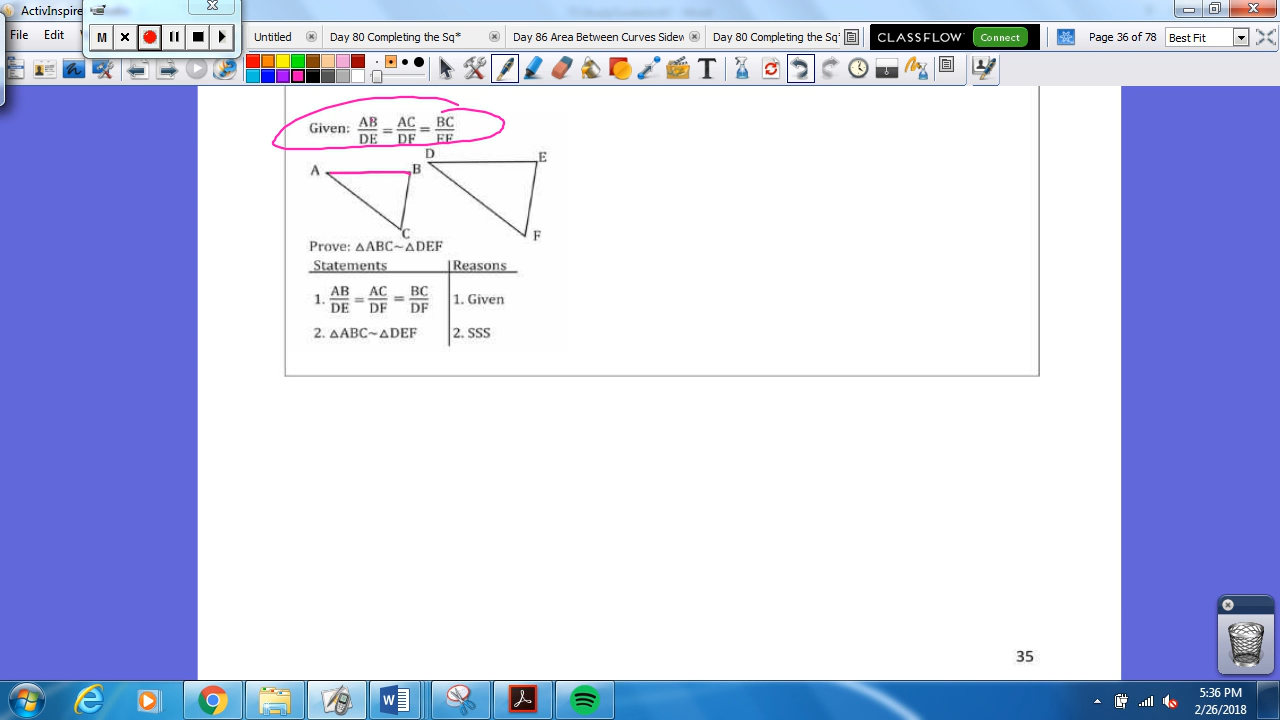 ActivInspire
File Edit
M
Untitled
Day 80 Completing the Sq*
Day 86 Area Between Curves Sidew
Day 80 Completing the Sq
CLASSFLOW
Connect
Page 36 of 78
Best Fit
T
Given: AB/DE = AC/DF = BC/EF
D E
A B
C F
Prove: △ABC~△DEF
Statements Reasons
1. AB/DE = AC/DF = BC/DF 1. Given
2. △ABC~△DEF 2. SSS
35
5:36 PM
2/26/2018